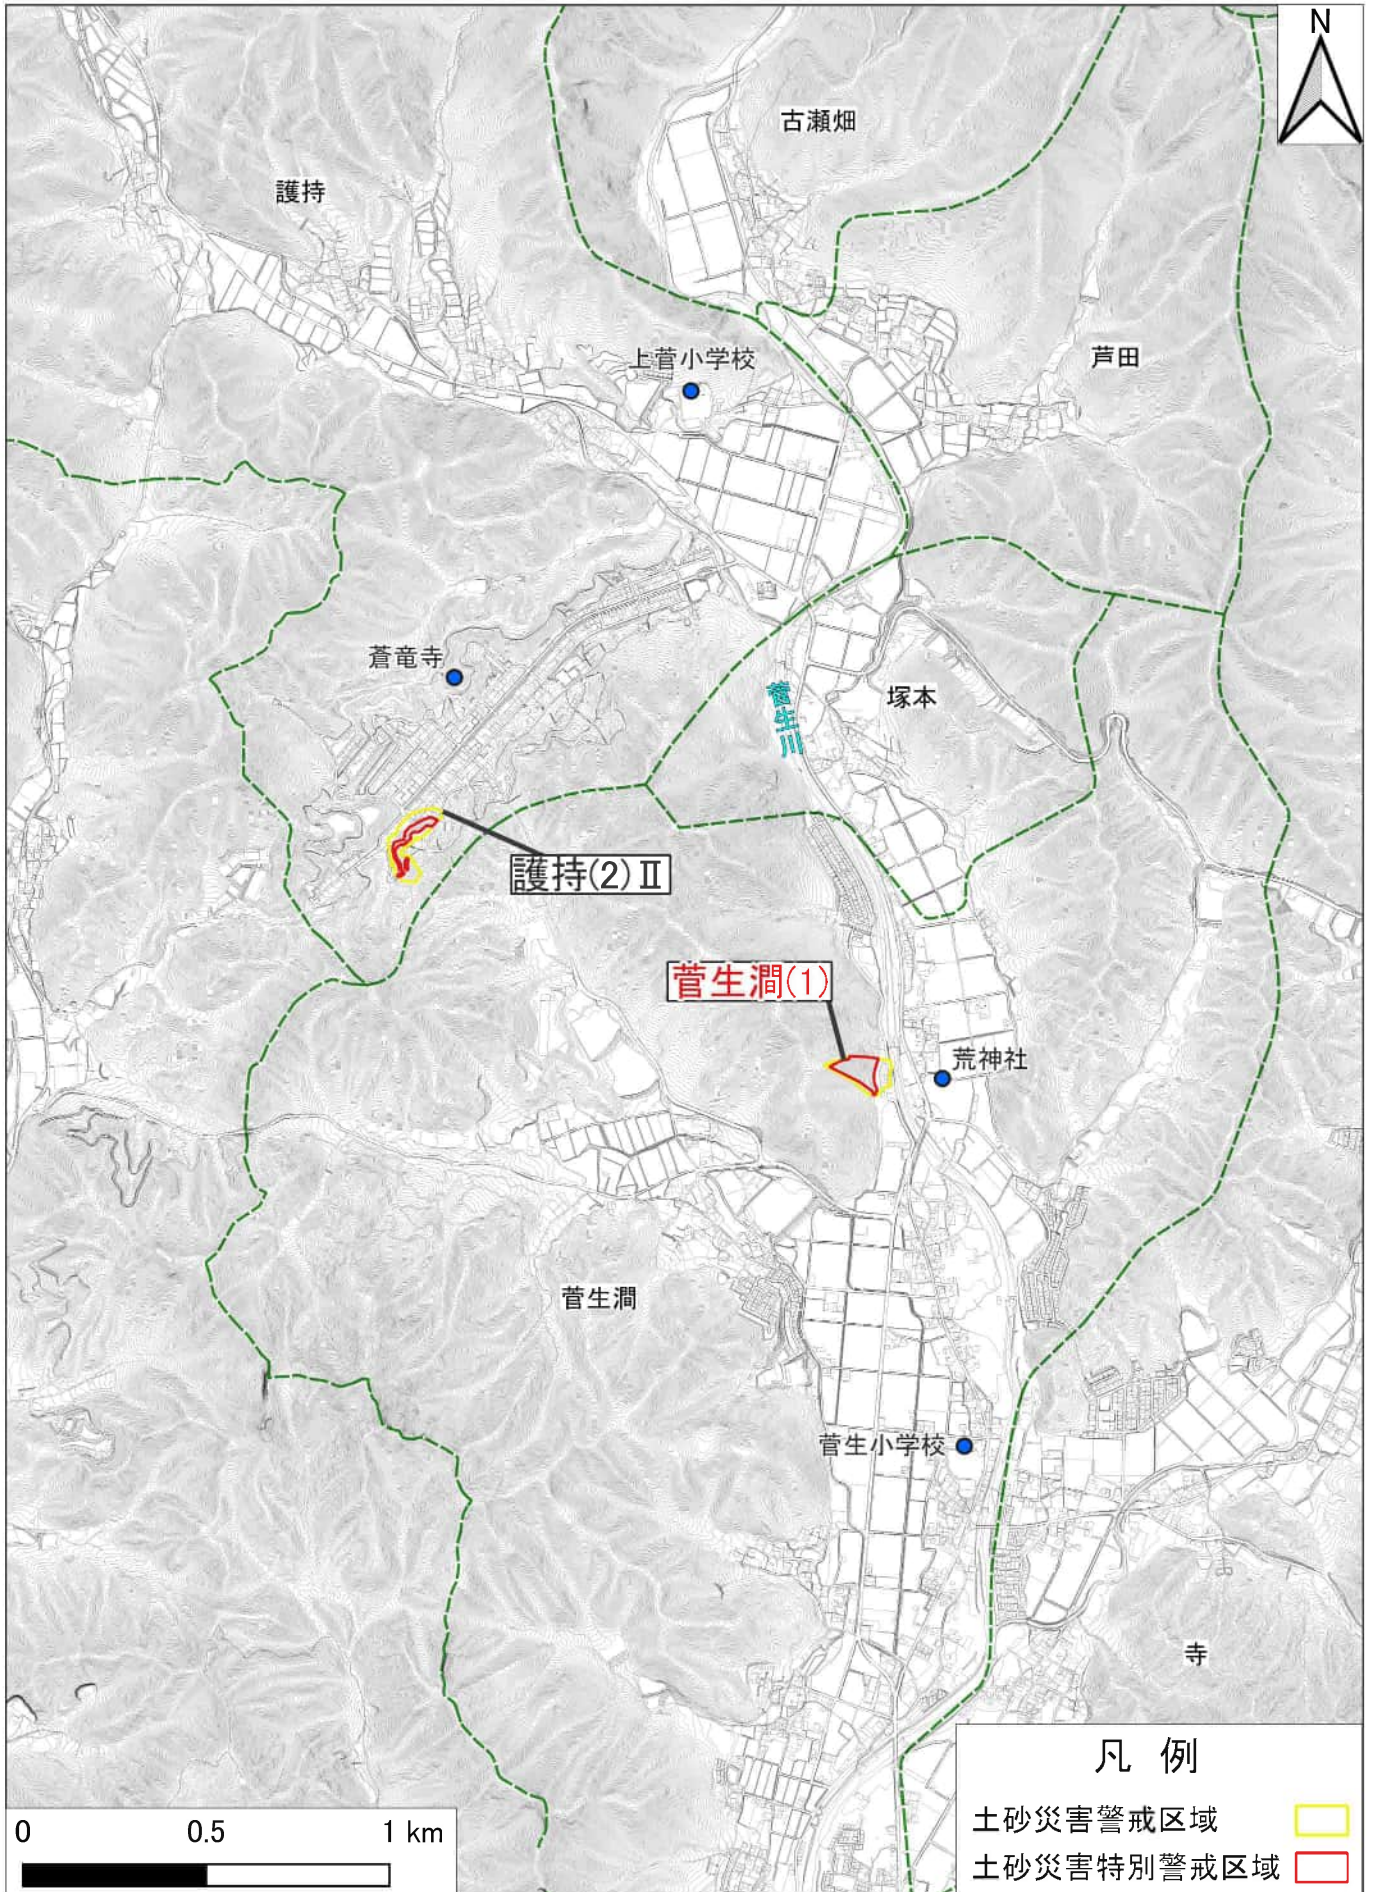 N
古瀬畑
護持
上菅小学校
芦田
蒼竜寺
塚本
菅生川
護持(2)Ⅱ
菅生澗(1)
荒神社
菅生澗
菅生小学校
寺
凡 例
土砂災害警戒区域
土砂災害特別警戒区域
0 0.5 1 km